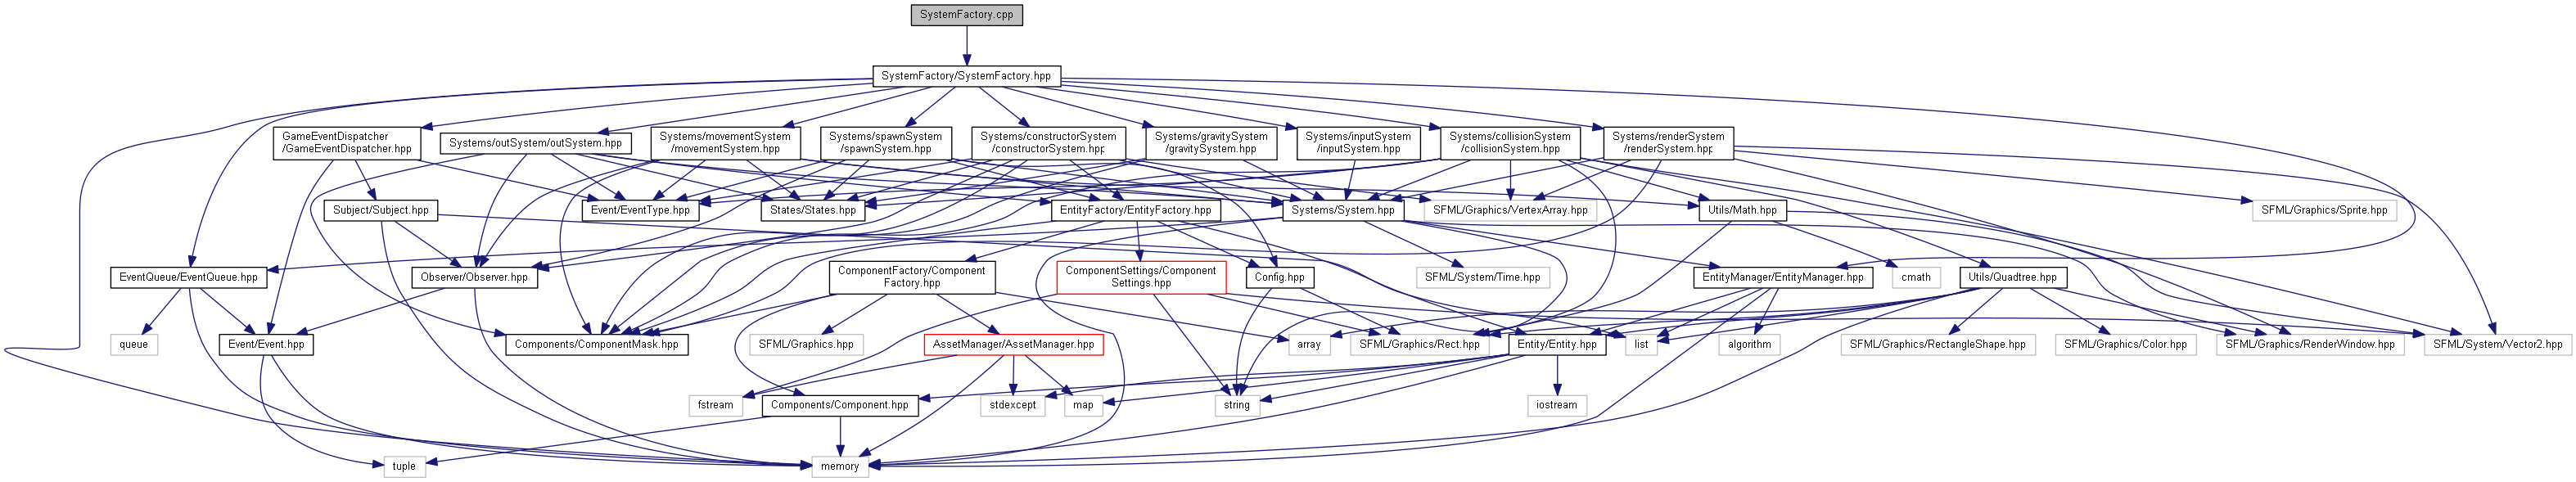 SystemFactory.cpp
SystemFactory/SystemFactory.hpp
GameEventDispatcher
/GameEventDispatcher.hpp
Systems/outSystem/outSystem.hpp
Systems/movementSystem
/movementSystem.hpp
Systems/spawnSystem
/spawnSystem.hpp
Systems/constructorSystem
/constructorSystem.hpp
Systems/gravitySystem
/gravitySystem.hpp
Systems/inputSystem
/inputSystem.hpp
Systems/collisionSystem
/collisionSystem.hpp
Systems/renderSystem
/renderSystem.hpp
Subject/Subject.hpp
Event/EventType.hpp
States/States.hpp
EntityFactory/EntityFactory.hpp
Systems/System.hpp
SFML/Graphics/VertexArray.hpp
Utils/Math.hpp
SFML/Graphics/Sprite.hpp
EventQueue/EventQueue.hpp
Observer/Observer.hpp
ComponentFactory/Component
Factory.hpp
ComponentSettings/Component
Settings.hpp
Config.hpp
SFML/System/Time.hpp
EntityManager/EntityManager.hpp
cmath
Utils/Quadtree.hpp
queue
Event/Event.hpp
Components/ComponentMask.hpp
SFML/Graphics.hpp
AssetManager/AssetManager.hpp
array
SFML/Graphics/Rect.hpp
Entity/Entity.hpp
list
algorithm
SFML/Graphics/RectangleShape.hpp
SFML/Graphics/Color.hpp
SFML/Graphics/RenderWindow.hpp
SFML/System/Vector2.hpp
fstream
Components/Component.hpp
stdexcept
map
string
iostream
tuple
memory